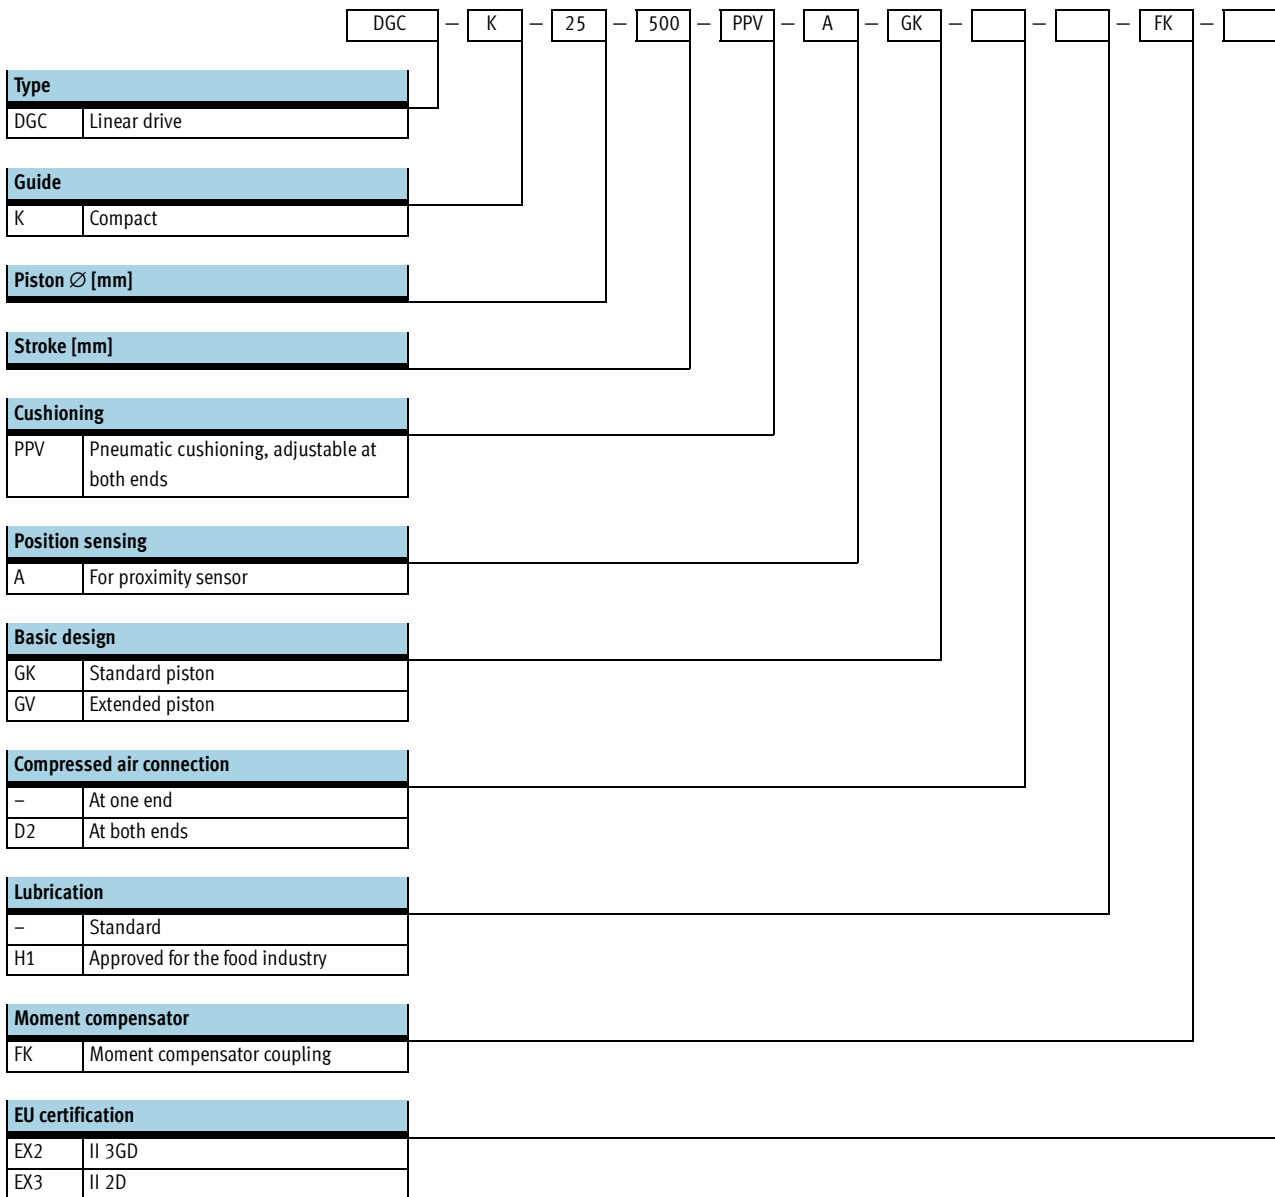 DGC – K – 25 – 500 – PPV – A – GK – – – FK –
Type
DGC Linear drive
Guide
K Compact
Piston ∅ [mm]
Stroke [mm]
Cushioning
PPV Pneumatic cushioning, adjustable at
both ends
Position sensing
A For proximity sensor
Basic design
GK Standard piston
GV Extended piston
Compressed air connection
– At one end
D2 At both ends
Lubrication
– Standard
H1 Approved for the food industry
Moment compensator
FK Moment compensator coupling
EU certification
EX2 II 3GD
EX3 II 2D